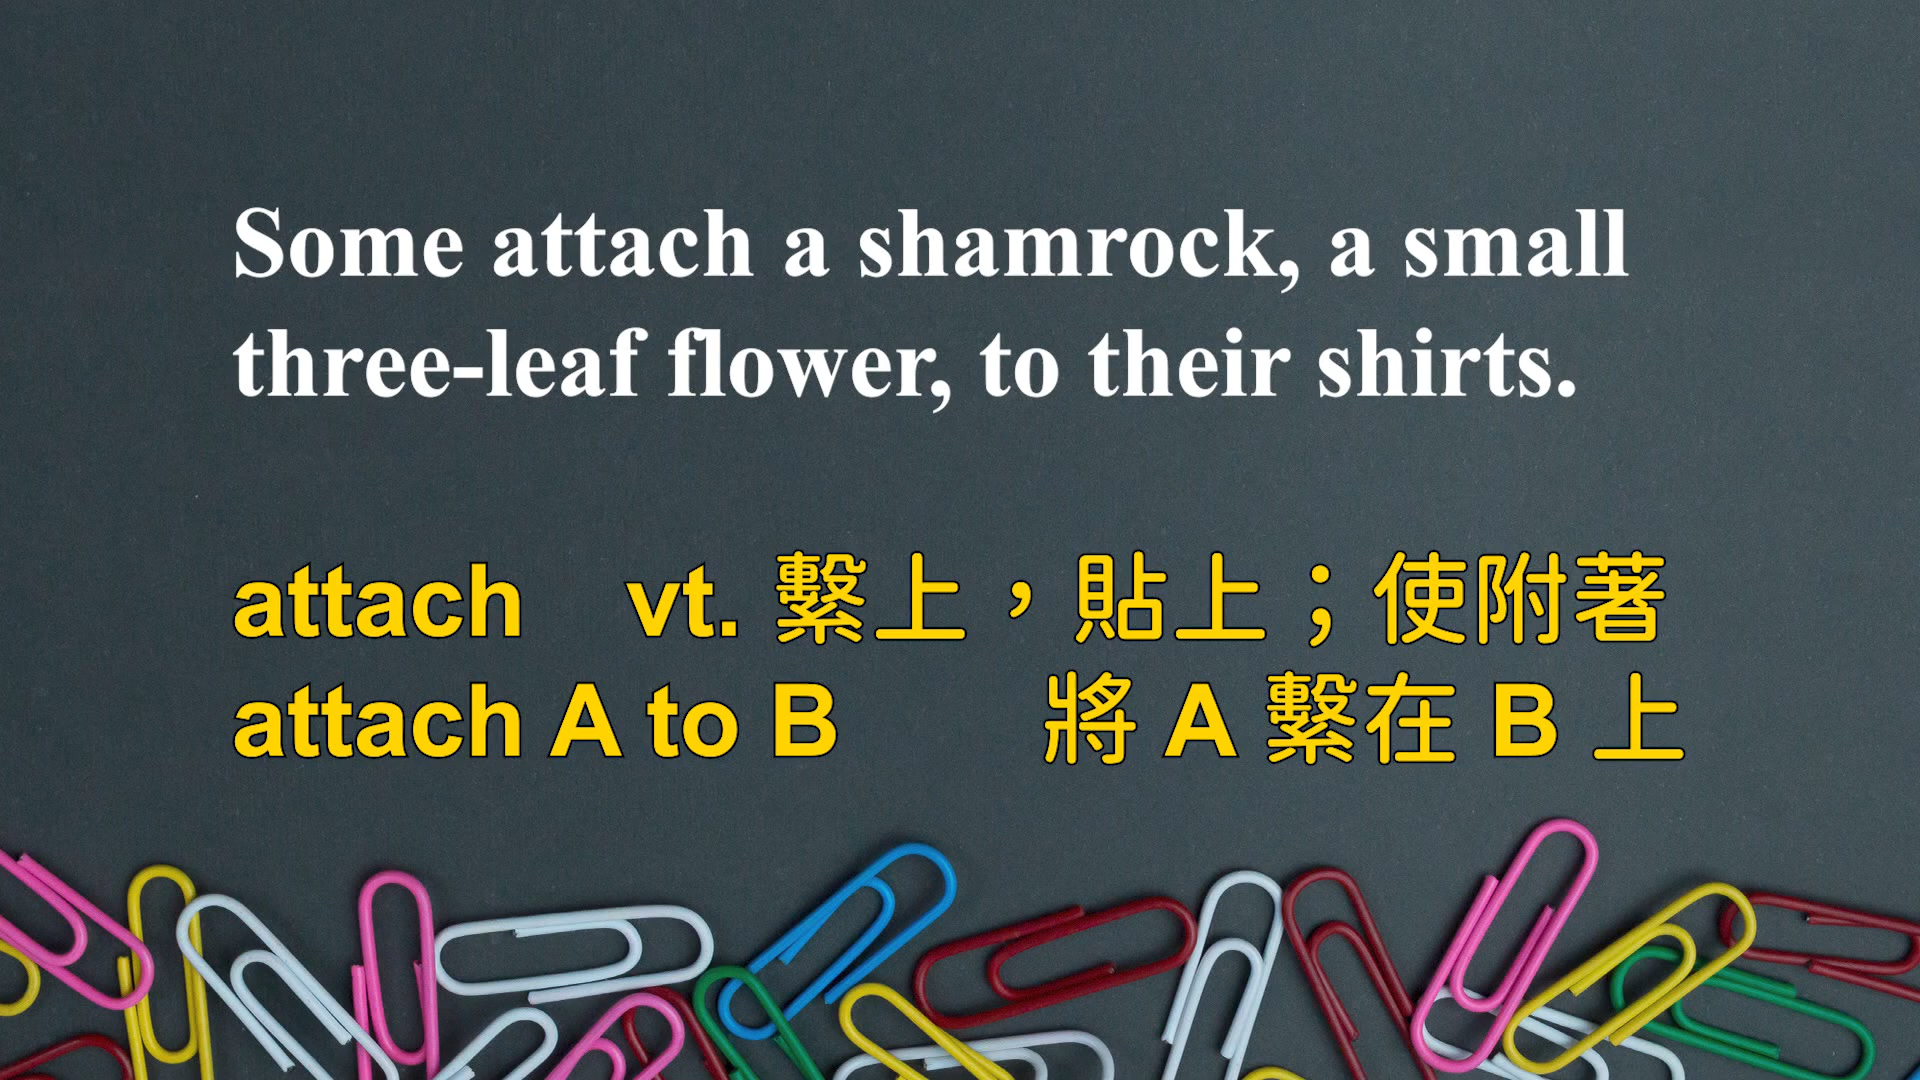 Some attach a shamrock, a small
three-leaf flower, to their shirts.
attach vt. 繫上，貼上；使附著
attach A to B 將 A 繫在 B 上